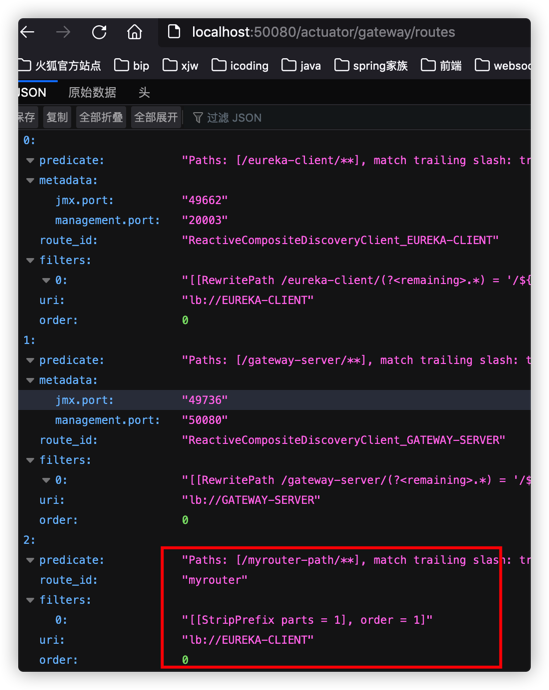 localhost:50080/actuator/gateway/routes
火狐官方站点 bip xjw icoding java spring家族 前端 websoc
JSON 原始数据 头
保存 复制 全部折叠 全部展开 过滤 JSON
0:
predicate: "Paths: [/eureka-client/**], match trailing slash: tr
metadata:
jmx.port: "49662"
management.port: "20003"
route_id: "ReactiveCompositeDiscoveryClient_EUREKA-CLIENT"
filters:
0: "[[RewritePath /eureka-client/(?<remaining>.*) = '/${
uri: "lb://EUREKA-CLIENT"
order: 0
1:
predicate: "Paths: [/gateway-server/**], match trailing slash: t
metadata:
jmx.port: "49736"
management.port: "50080"
route_id: "ReactiveCompositeDiscoveryClient_GATEWAY-SERVER"
filters:
0: "[[RewritePath /gateway-server/(?<remaining>.*) = '/$
uri: "lb://GATEWAY-SERVER"
order: 0
2:
predicate: "Paths: [/myrouter-path/**], match trailing slash: tr
route_id: "myrouter"
filters:
0: "[[StripPrefix parts = 1], order = 1]"
uri: "lb://EUREKA-CLIENT"
order: 0